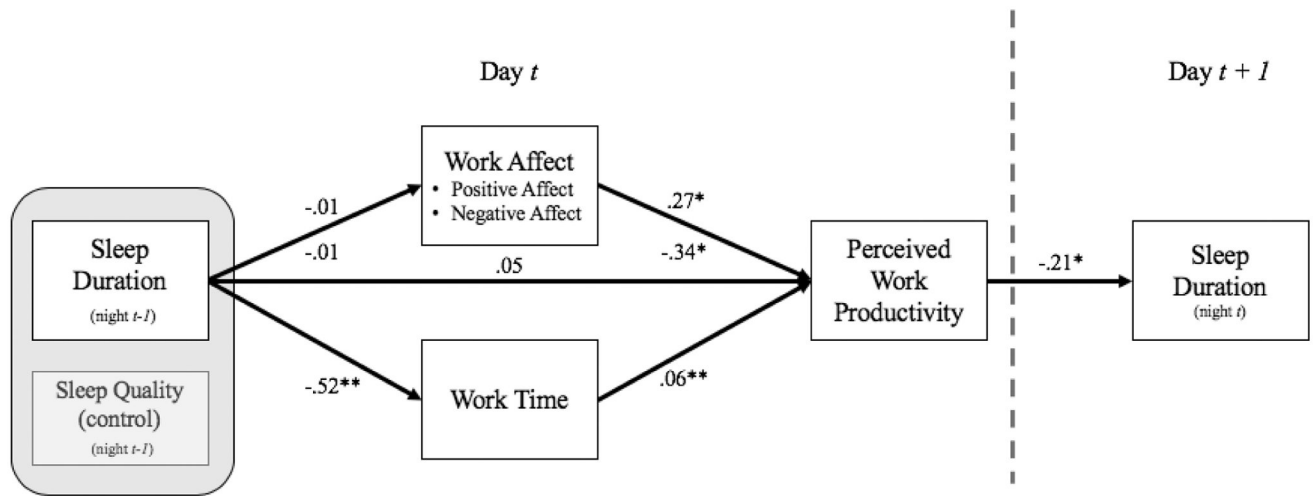 Day t
Day t + 1
Work Affect
• Positive Affect
• Negative Affect
-.01
-.01
.27*
-.34*
.05
Sleep
Duration
(night t-1)
Perceived
Work
Productivity
-.21*
Sleep
Duration
(night t)
Sleep Quality
(control)
(night t-1)
-.52**
Work Time
.06**